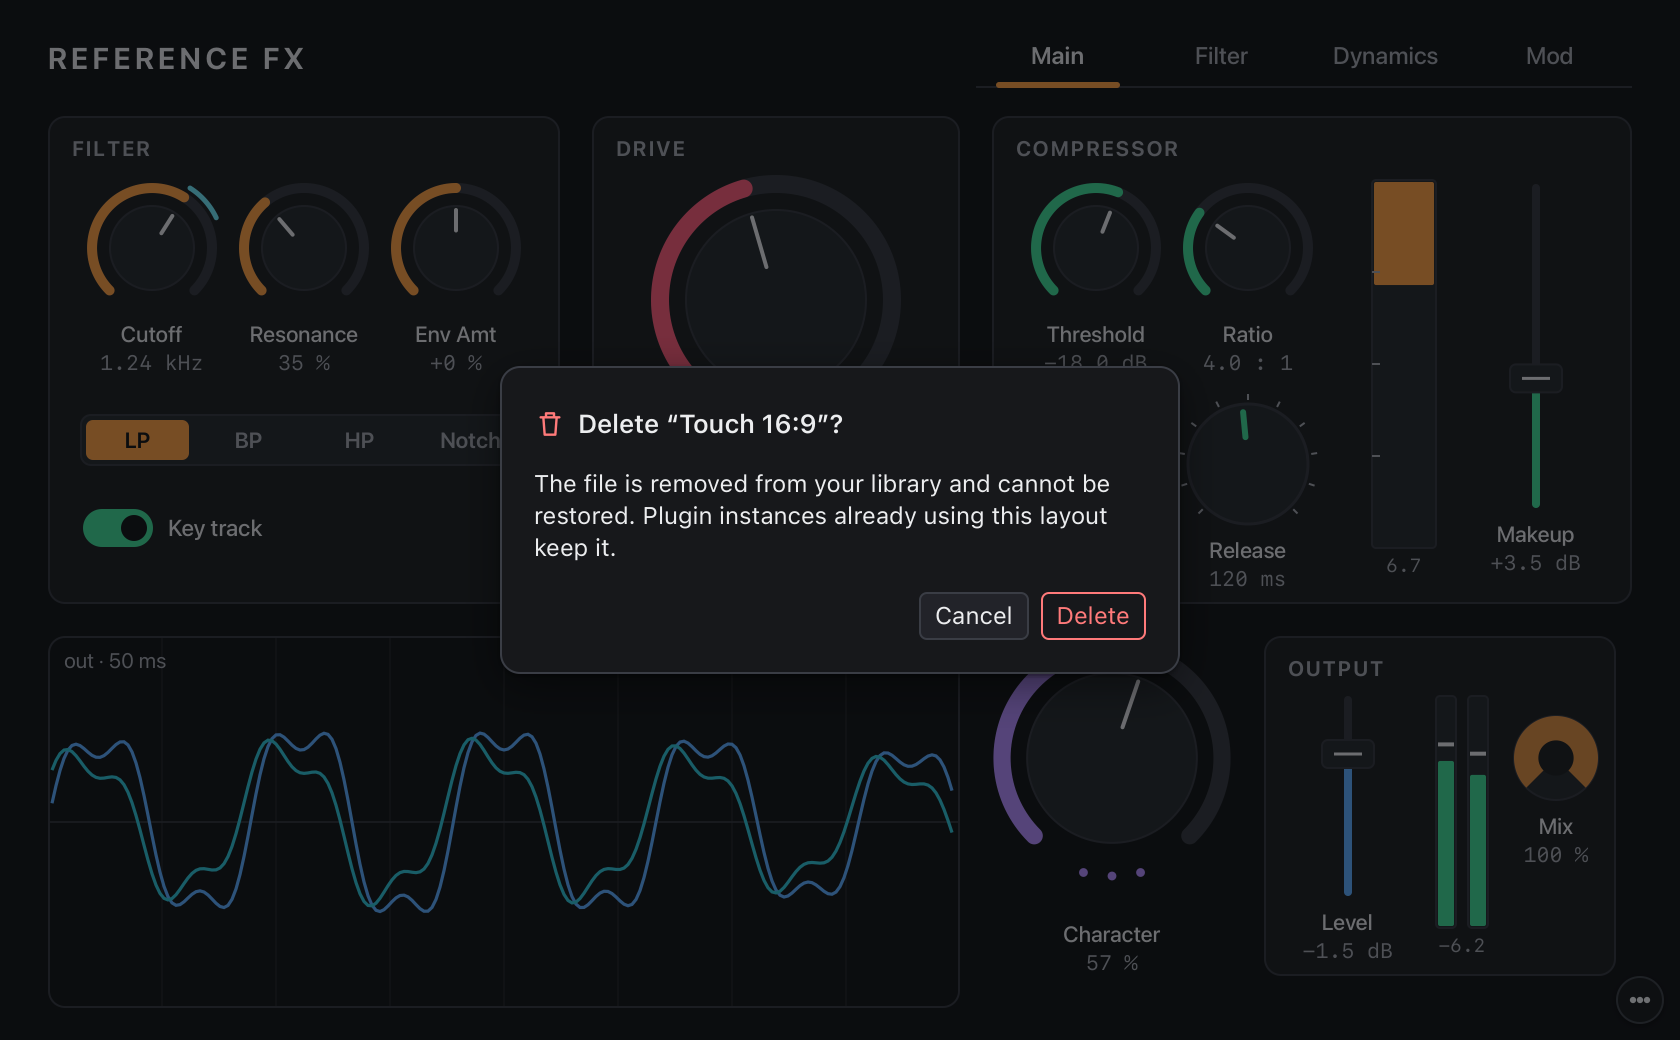 REFERENCE FX
Main
Filter
Dynamics
Mod
FILTER
Cutoff
1.24 kHz
Resonance
35 %
Env Amt
+0 %
LP
BP
HP
Notch
Key track
DRIVE
COMPRESSOR
Threshold
−18.0 dB
Ratio
4.0 : 1
Release
120 ms
6.7
Makeup
+3.5 dB
Delete “Touch 16:9”?
The file is removed from your library and cannot be
restored. Plugin instances already using this layout
keep it.
Cancel
Delete
out · 50 ms
Character
57 %
OUTPUT
Level
−1.5 dB
−6.2
Mix
100 %